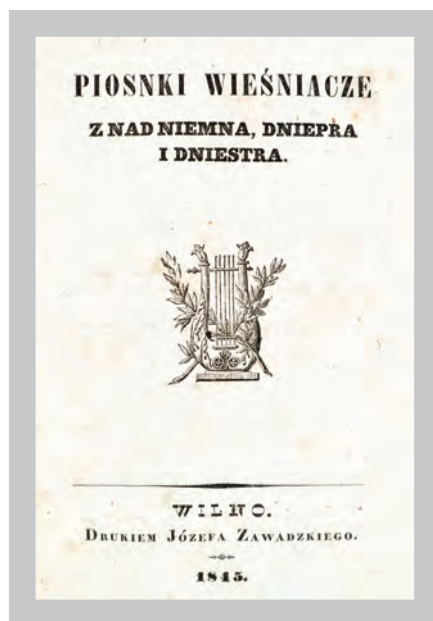 PIOSNKI WIEŚNIACZE
Z NAD NIEMNA, DNIEPRA
I DNIESTRA.
WILNO.
DRUKIEM JÓZEFA ZAWADZKIEGO.
1845.